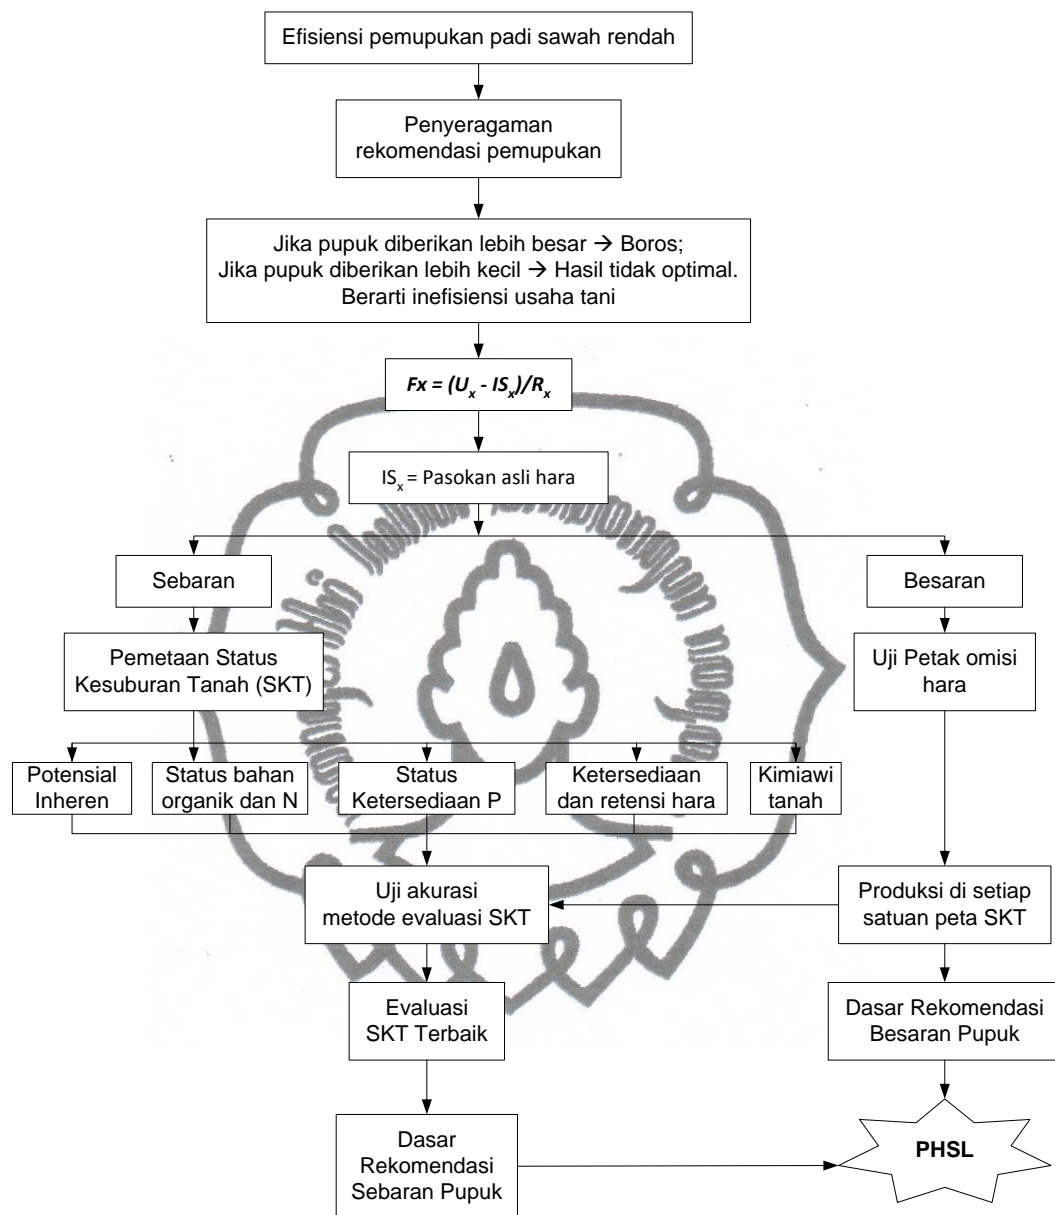 Efisiensi pemupukan padi sawah rendah
Penyeragaman
rekomendasi pemupukan
Jika pupuk diberikan lebih besar → Boros;
Jika pupuk diberikan lebih kecil → Hasil tidak optimal.
Berarti inefisiensi usaha tani
Fx = (Ux - ISx)/Rx
ISx = Pasokan asli hara
Sebaran
Besaran
Pemetaan Status
Kesuburan Tanah (SKT)
Uji Petak omisi
hara
Potensial
Inheren
Status bahan
organik dan N
Status
Ketersediaan P
Ketersediaan
dan retensi hara
Kimiawi
tanah
Uji akurasi
metode evaluasi SKT
Produksi di setiap
satuan peta SKT
Evaluasi
SKT Terbaik
Dasar Rekomendasi
Besaran Pupuk
Dasar
Rekomendasi
Sebaran Pupuk
PHSL